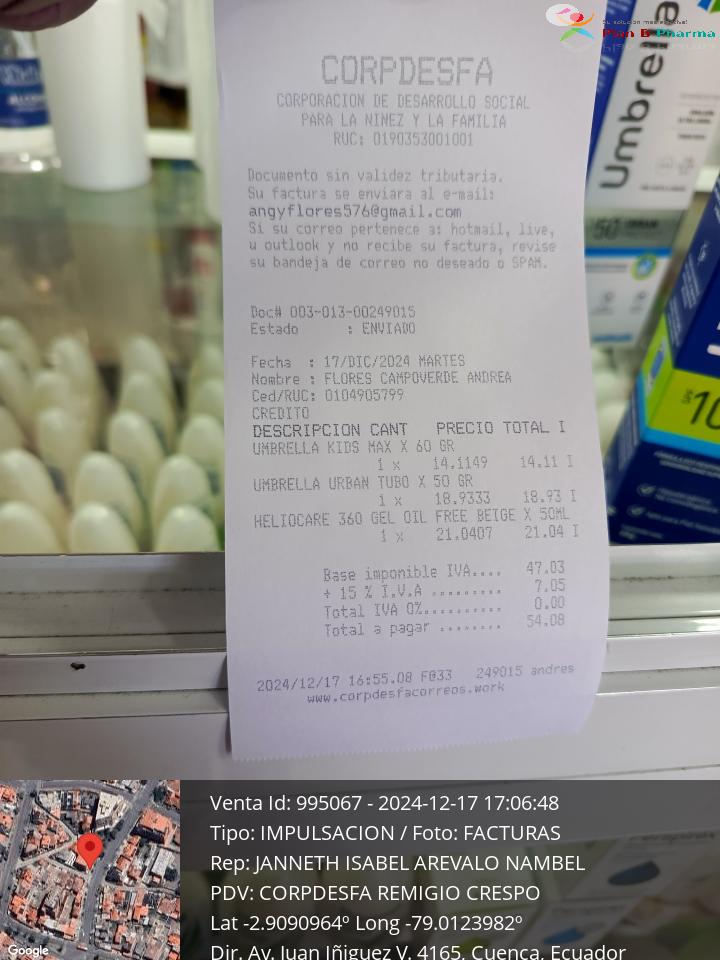 Plan B Pharma
Umbrella
CORPDESFA
CORPORACION DE DESARROLLO SOCIAL
PARA LA NINEZ Y LA FAMILIA
RUC: 0190353001001
Documento sin validez tributaria.
Su factura se enviara al e-mail:
angyflores576@gmail.com
Si su correo pertenece a: hotmail, live,
u outlook y no recibe su factura, revise
su bandeja de correo no deseado o SPAM.
Doc# 003-013-00249015
Estado : ENVIADO
Fecha : 17/DIC/2024 MARTES
Nombre : FLORES CAMPOVERDE ANDREA
Ced/RUC: 0104905799
CREDITO
DESCRIPCION CANT PRECIO TOTAL I
UMBRELLA KIDS MAX X 60 GR
1 x 14.1149 14.11 I
UMBRELLA URBAN TUBO X 50 GR
1 x 18.9333 18.93 I
HELIOCARE 360 GEL OIL FREE BEIGE X 50ML
1 x 21.0407 21.04 I
Base imponible IVA.... 47.03
+ 15 % I.V.A ......... 7.05
Total IVA 0%.......... 0.00
Total a pagar ........ 54.08
2024/12/17 16:55.08 F@33 249015 andres
www.corpdesfacorreos.work
50
Venta Id: 995067 - 2024-12-17 17:06:48
Tipo: IMPULSACION / Foto: FACTURAS
Rep: JANNETH ISABEL AREVALO NAMBEL
PDV: CORPDESFA REMIGIO CRESPO
Lat -2.9090964º Long -79.0123982º
Dir. Av. Juan Iñiguez V. 4165, Cuenca, Ecuador
Google